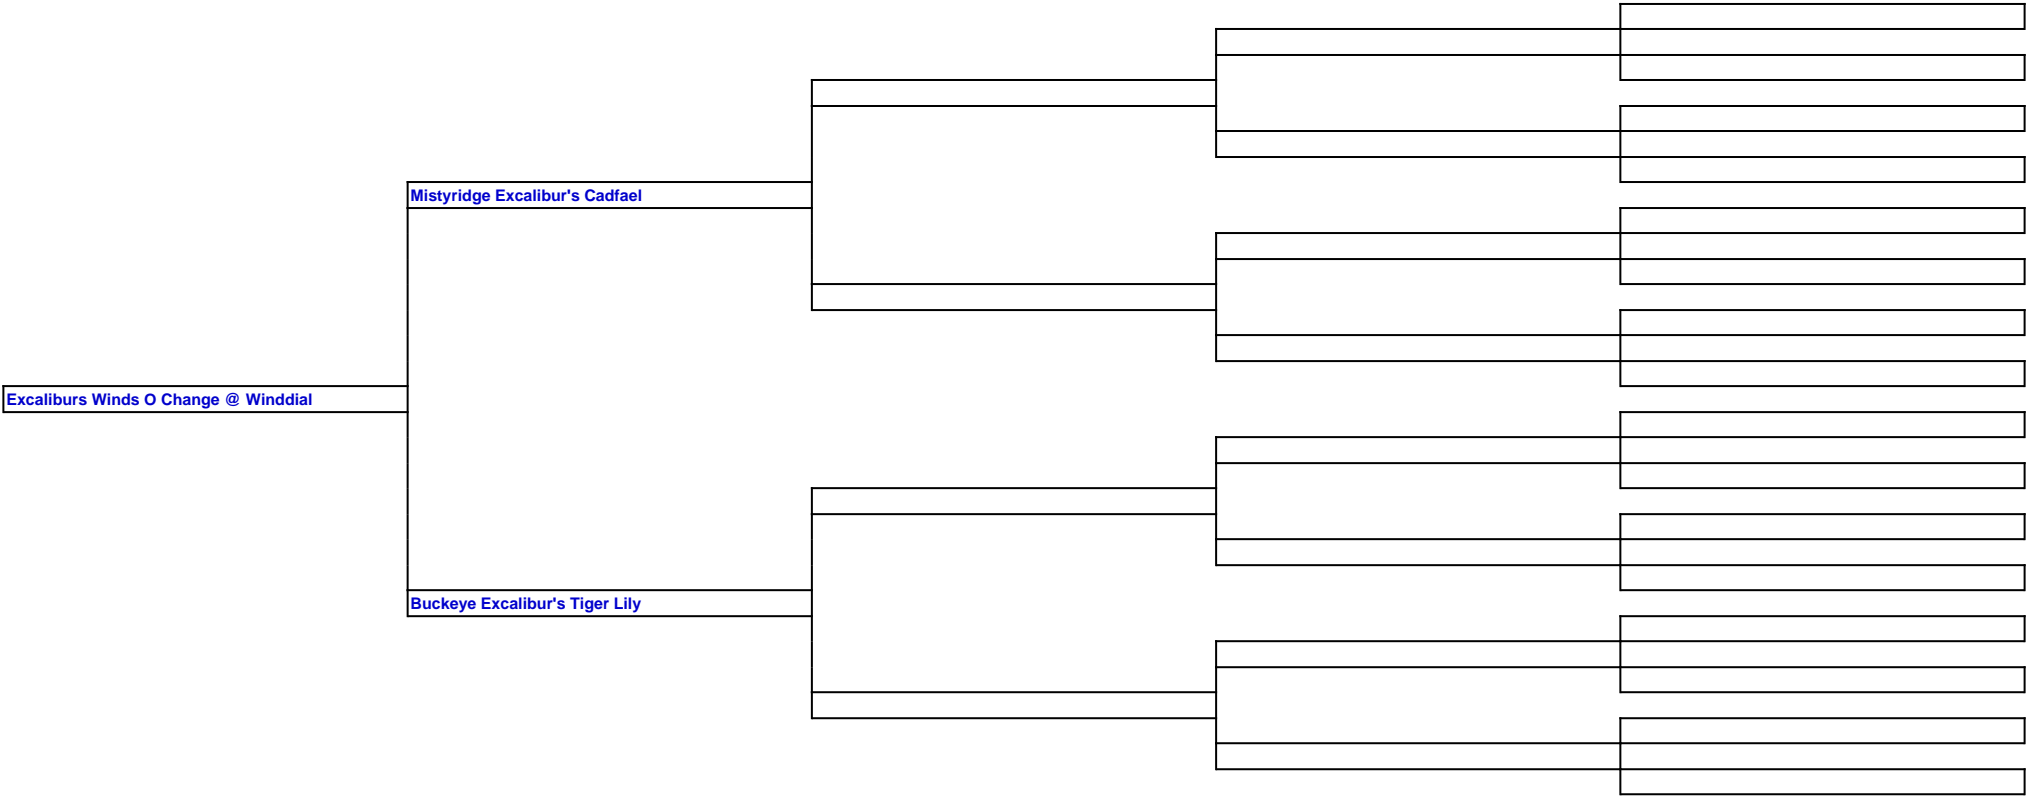 Mistyridge Excalibur's Cadfael
Excaliburs Winds O Change @ Winddial
Buckeye Excalibur's Tiger Lily